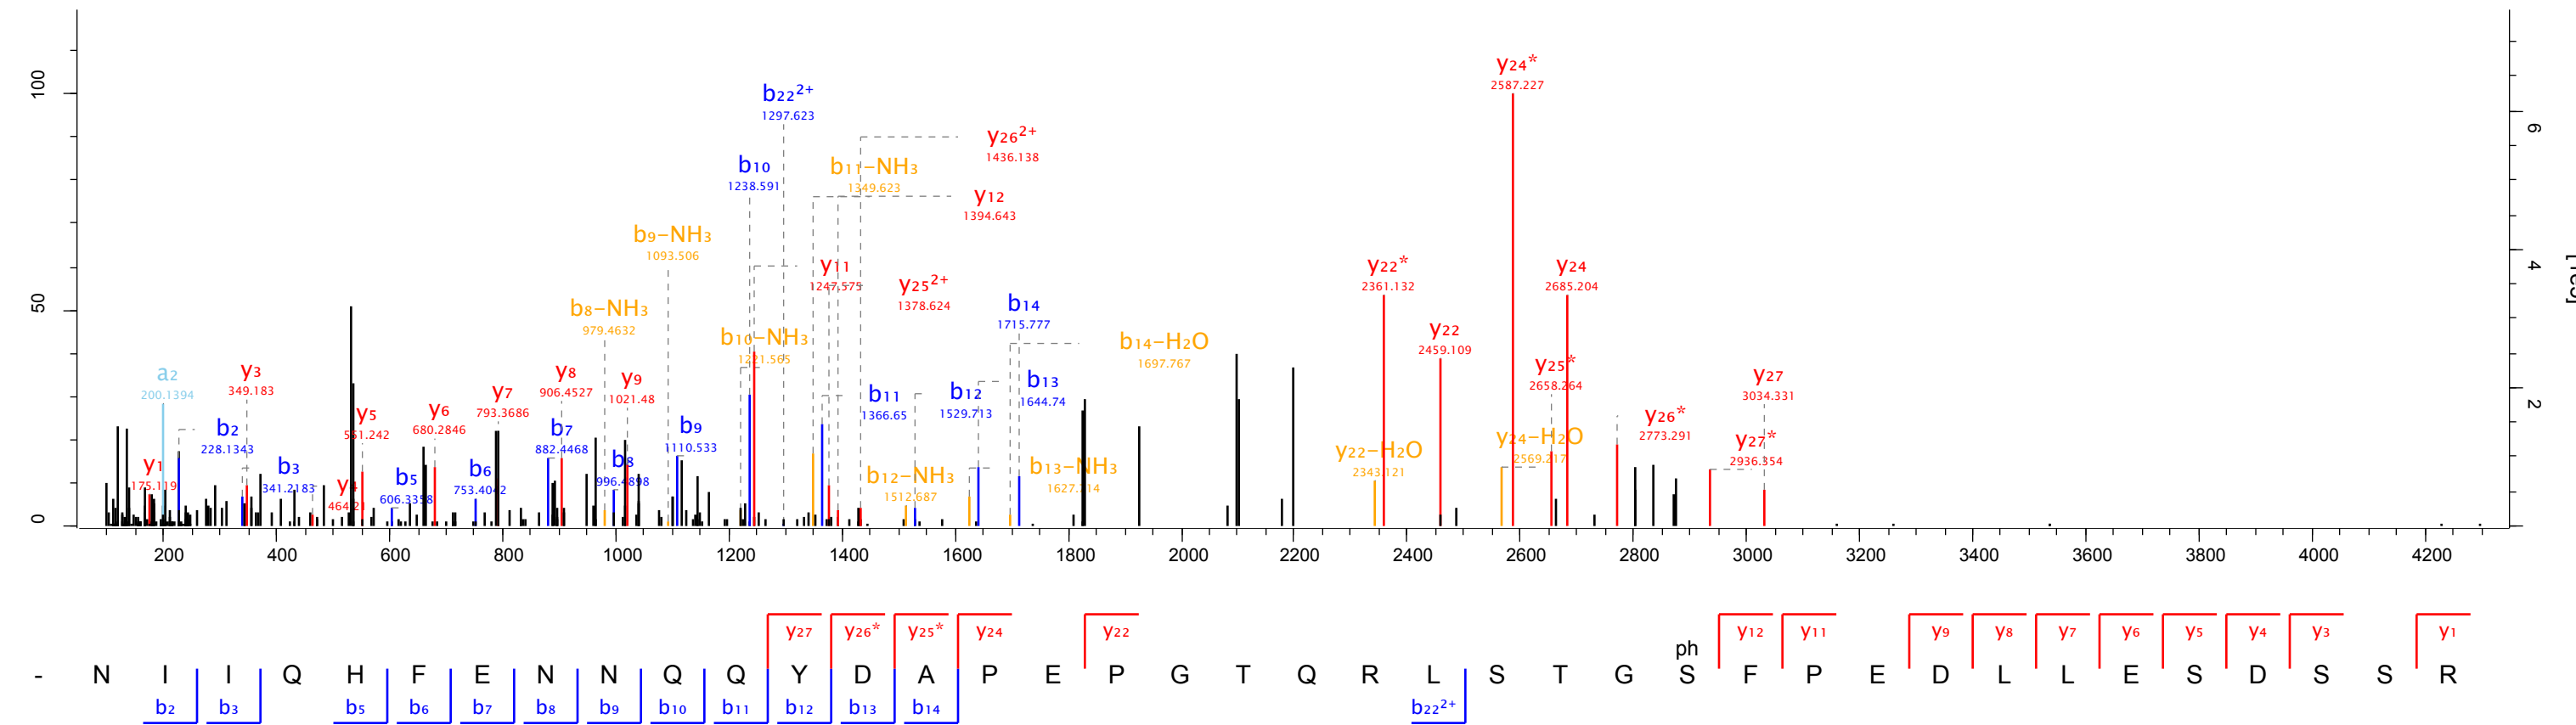 y₂₄*
2587.227
b₂₂²⁺
1297.623
y₂₆²⁺
1436.138
b₁₀
1238.591
b₁₁–NH₃
1349.623
y₁₂
1394.643
b₉–NH₃
1093.506
y₁₁
1247.575
y₂₂*
2361.132
y₂₄
2685.204
y₂₅²⁺
1378.624
b₈–NH₃
979.4632
b₁₄
1715.777
b₁₀–NH₃
1221.565
b₁₄–H₂O
1697.767
y₂₂
2459.109
a₂
200.1394
y₃
349.183
y₈
906.4527
y₉
1021.48
y₂₅*
2658.264
y₂₇
3034.331
y₇
793.3686
b₁₁
1366.65
b₁₂
1529.713
b₁₃
1644.74
y₅
551.242
y₆
680.2846
b₂
228.1343
b₇
882.4468
b₉
1110.533
y₂₆*
2773.291
y₂₂–H₂O
2343.121
y₂₄–H₂O
2569.217
y₂₇*
2936.354
y₁
175.119
b₃
341.2183
y₄
b₅
606.3358
b₆
753.4042
b₈
996.4898
b₁₂–NH₃
1512.687
b₁₃–NH₃
1627.714
100
50
0
6
4
2
200 400 600 800 1000 1200 1400 1600 1800 2000 2200 2400 2600 2800 3000 3200 3400 3600 3800 4000 4200
y₂₇ y₂₆* y₂₅* y₂₄ y₂₂ y₁₂ y₁₁ y₉ y₈ y₇ y₆ y₅ y₄ y₃ y₁
ph
- N I I Q H F E N N Q Q Y D A P E P G T Q R L S T G S F P E D L L E S D S S R
b₂ b₃ b₅ b₆ b₇ b₈ b₉ b₁₀ b₁₁ b₁₂ b₁₃ b₁₄ b₂₂²⁺